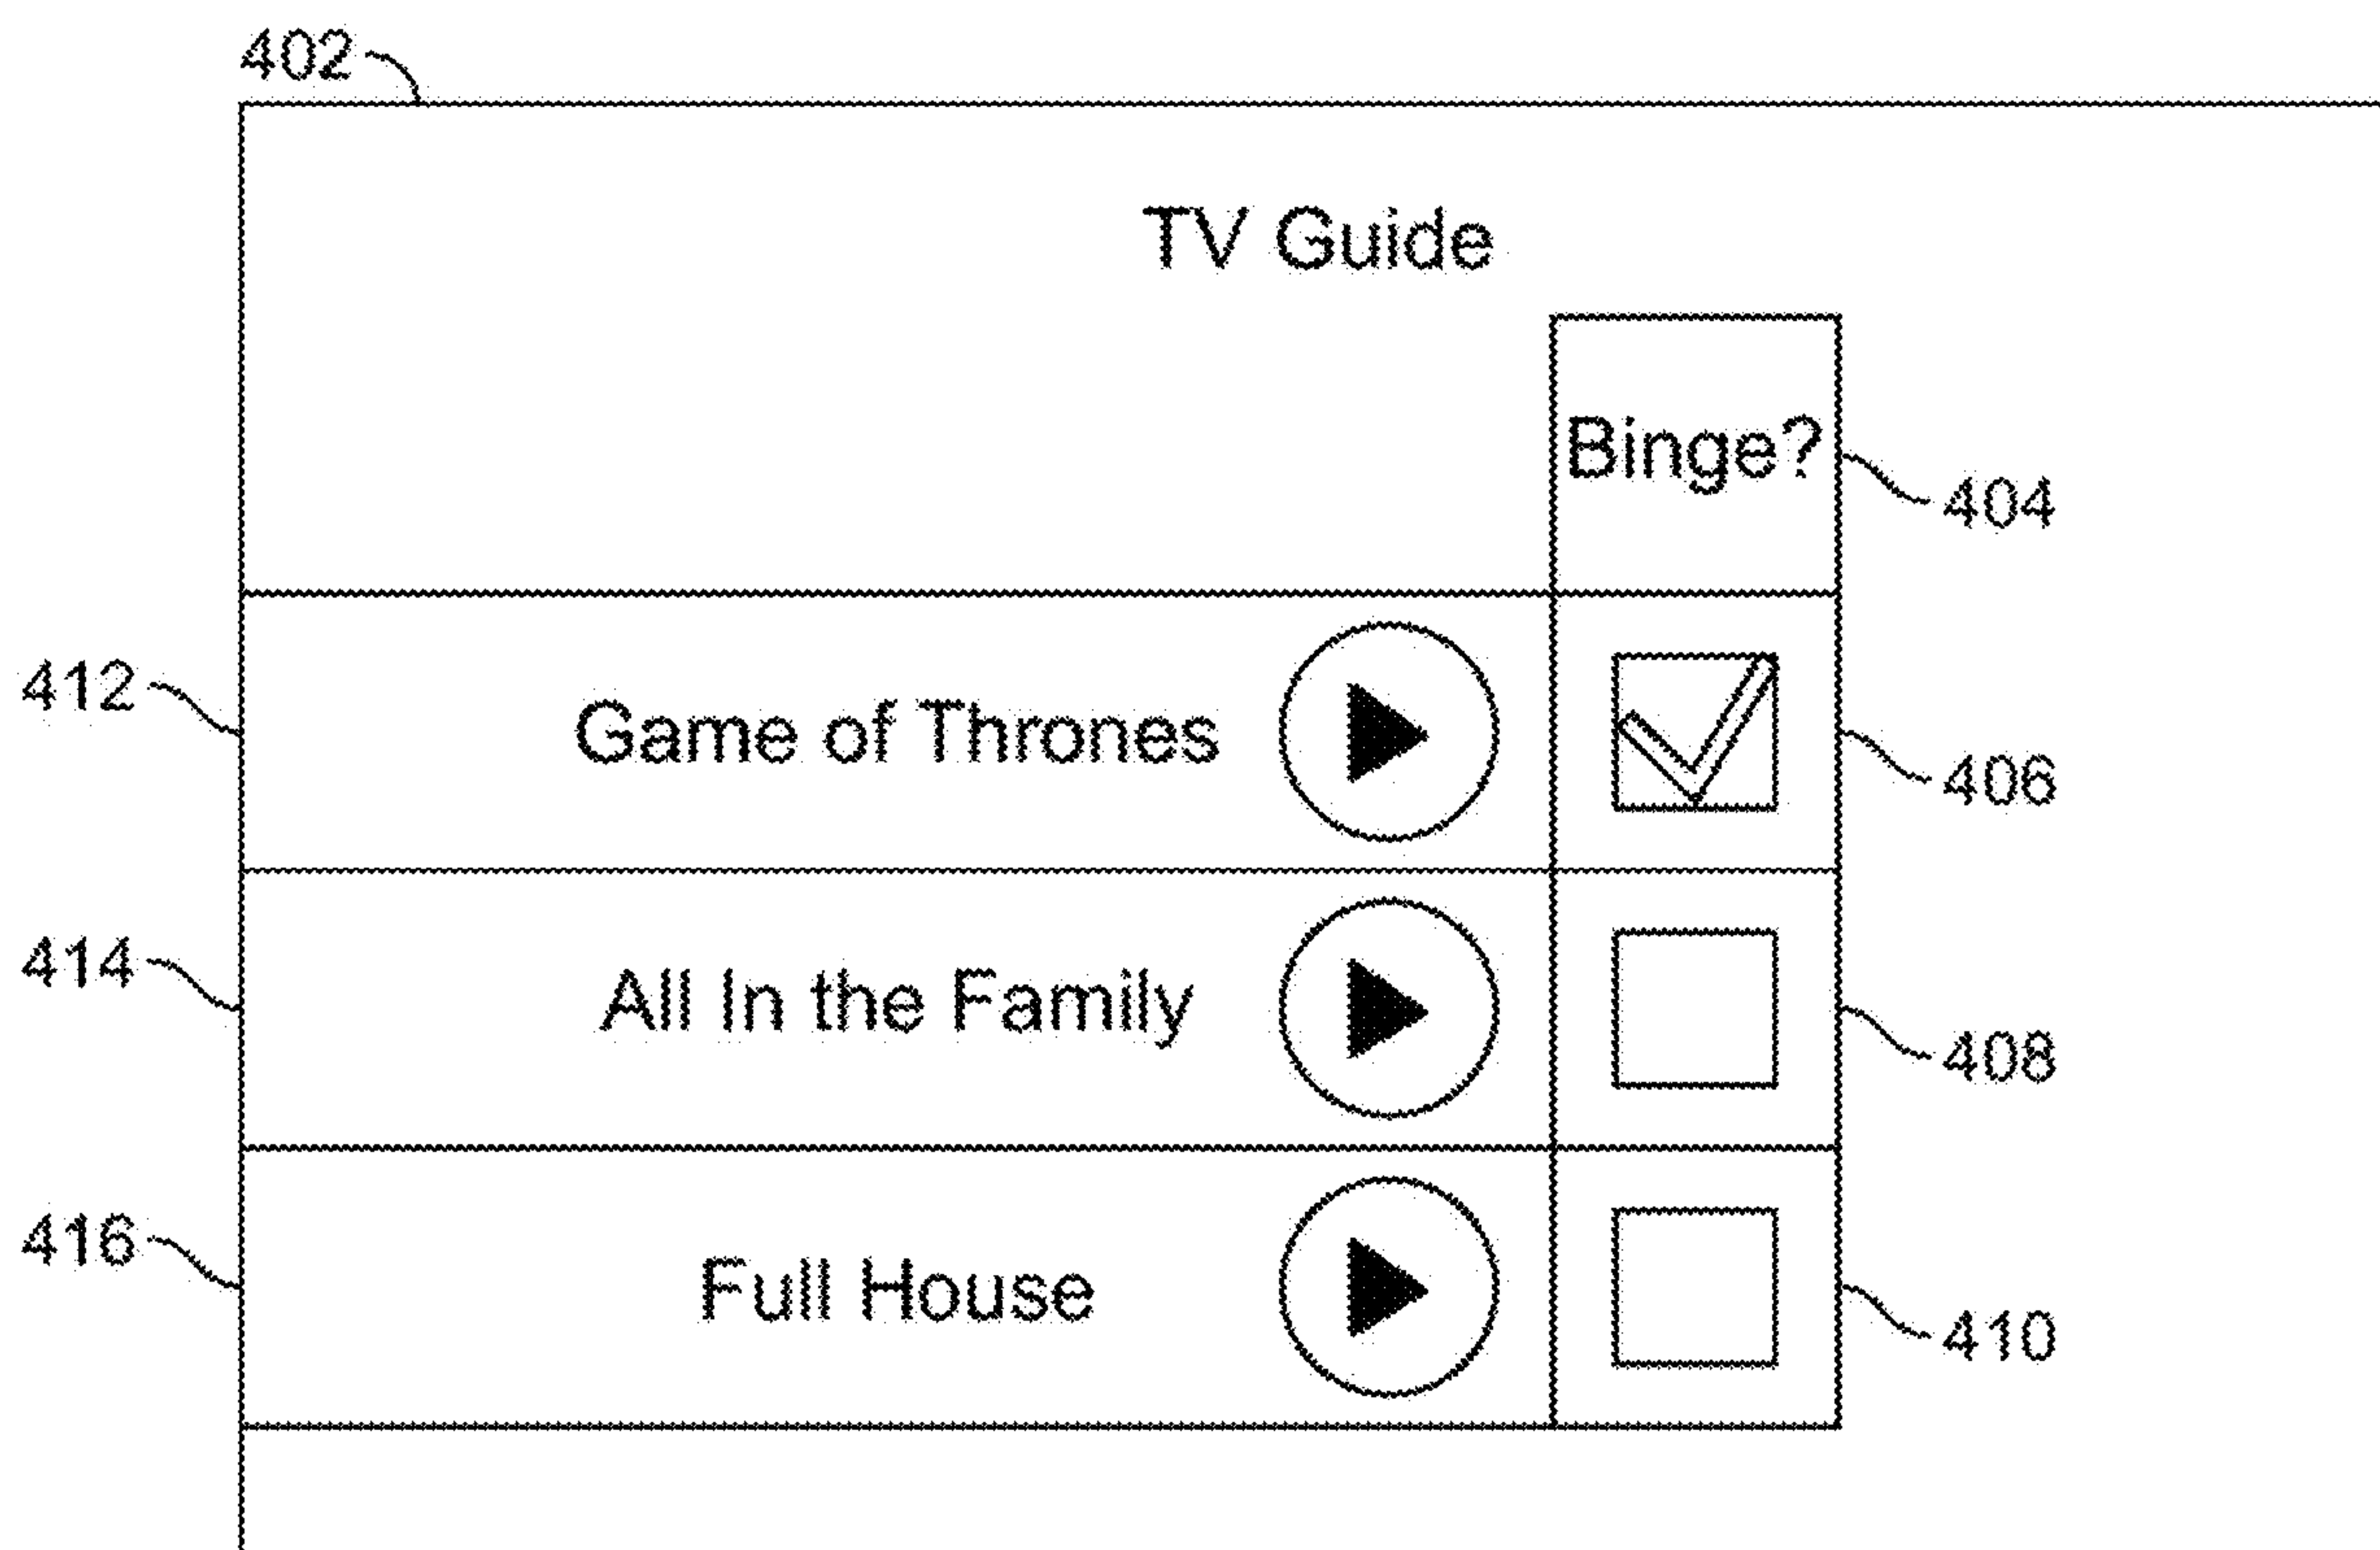 402
TV Guide
Binge?
404
412
Game of Thrones
406
414
All In the Family
408
416
Full House
410